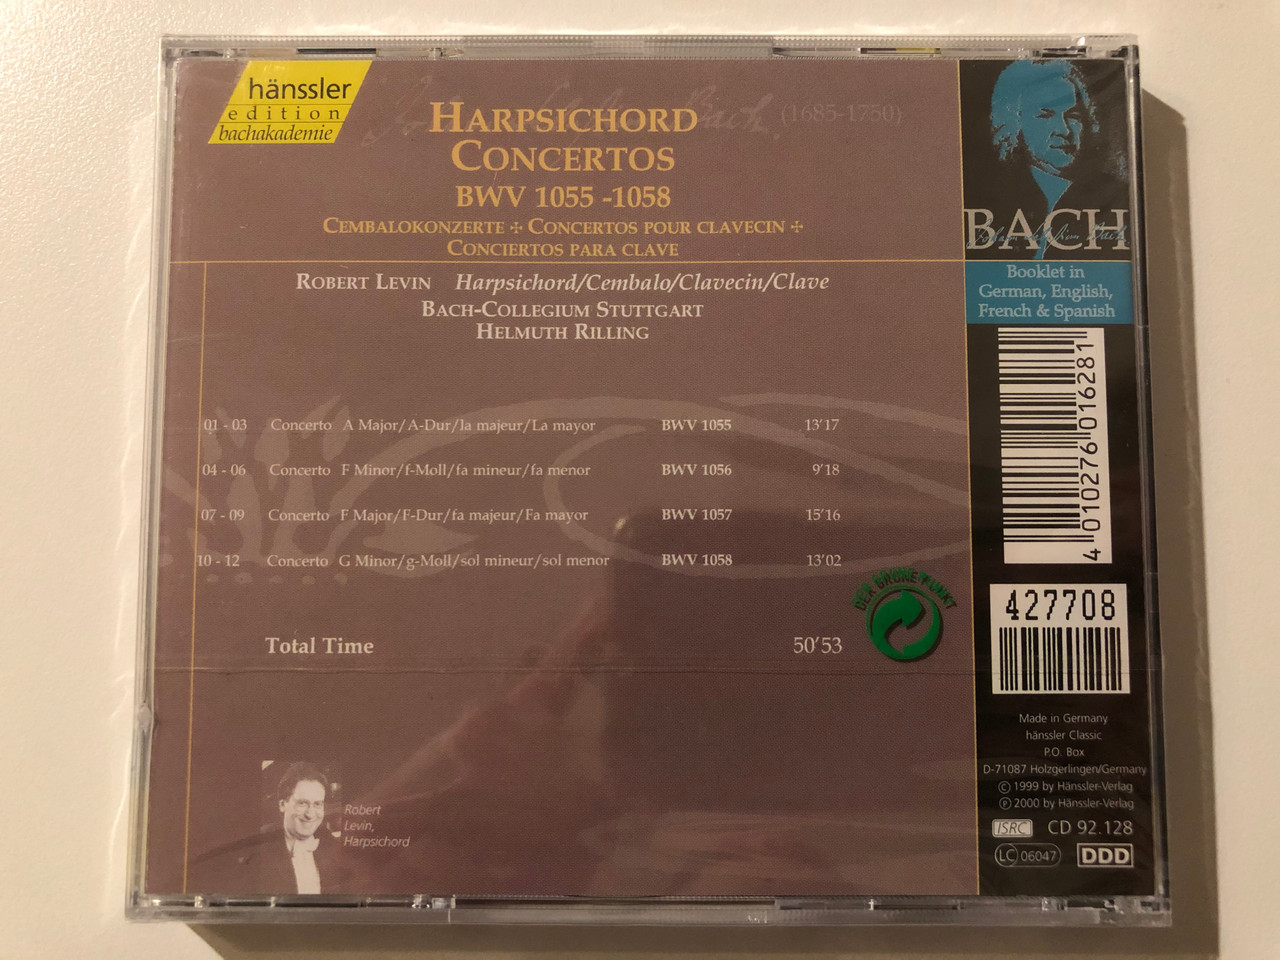 hänssler
edition
bachakademie
HARPSICHORD
CONCERTOS
Bach (1685-1750)
BWV 1055 -1058
CEMBALOKONZERTE ✢ CONCERTOS POUR CLAVECIN ✢
CONCIERTOS PARA CLAVE
ROBERT LEVIN Harpsichord/Cembalo/Clavecin/Clave
BACH-COLLEGIUM STUTTGART
HELMUTH RILLING
01 - 03 Concerto A Major/A-Dur/la majeur/La mayor BWV 1055 13'17
04 - 06 Concerto F Minor/f-Moll/fa mineur/fa menor BWV 1056 9'18
07 - 09 Concerto F Major/F-Dur/fa majeur/Fa mayor BWV 1057 15'16
10 - 12 Concerto G Minor/g-Moll/sol mineur/sol menor BWV 1058 13'02
Total Time 50'53
DER GRÜNE PUNKT
Robert
Levin,
Harpsichord
BACH
Booklet in
German, English,
French & Spanish
4 010276 016281
427708
Made in Germany
hänssler Classic
P.O. Box
D-71087 Holzgerlingen/Germany
© 1999 by Hänssler-Verlag
℗ 2000 by Hänssler-Verlag
ISRC CD 92.128
LC 06047 DDD